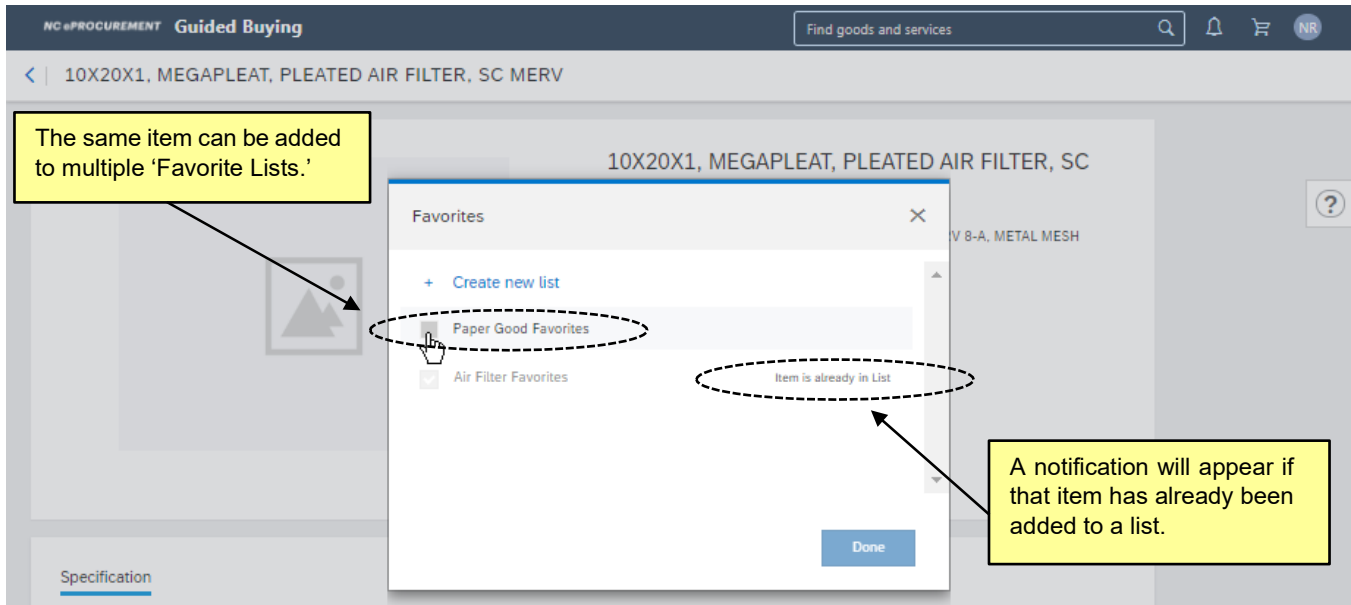 NC ePROCUREMENT Guided Buying
Find goods and services
NR
10X20X1, MEGAPLEAT, PLEATED AIR FILTER, SC MERV
The same item can be added
to multiple ‘Favorite Lists.’
10X20X1, MEGAPLEAT, PLEATED AIR FILTER, SC
V 8-A, METAL MESH
?
Favorites
+ Create new list
Paper Good Favorites
Air Filter Favorites Item is already in List
A notification will appear if
that item has already been
added to a list.
Done
Specification